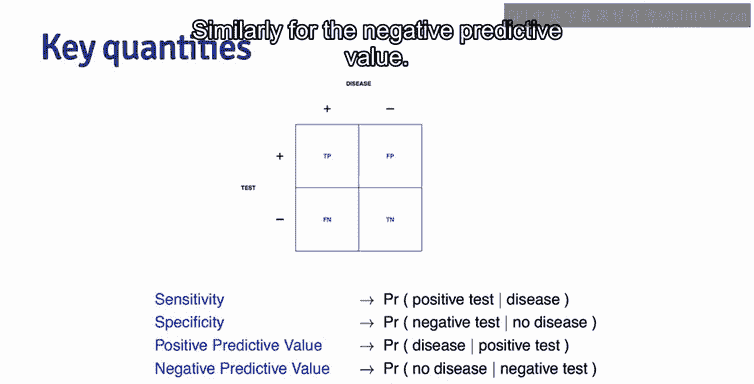 Similarly for the negative predictive
value.
Key quantities
DISEASE
+ −
+ TP FP
TEST
− FN TN
Sensitivity → Pr ( positive test | disease )
Specificity → Pr ( negative test | no disease )
Positive Predictive Value → Pr ( disease | positive test )
Negative Predictive Value → Pr ( no disease | negative test )